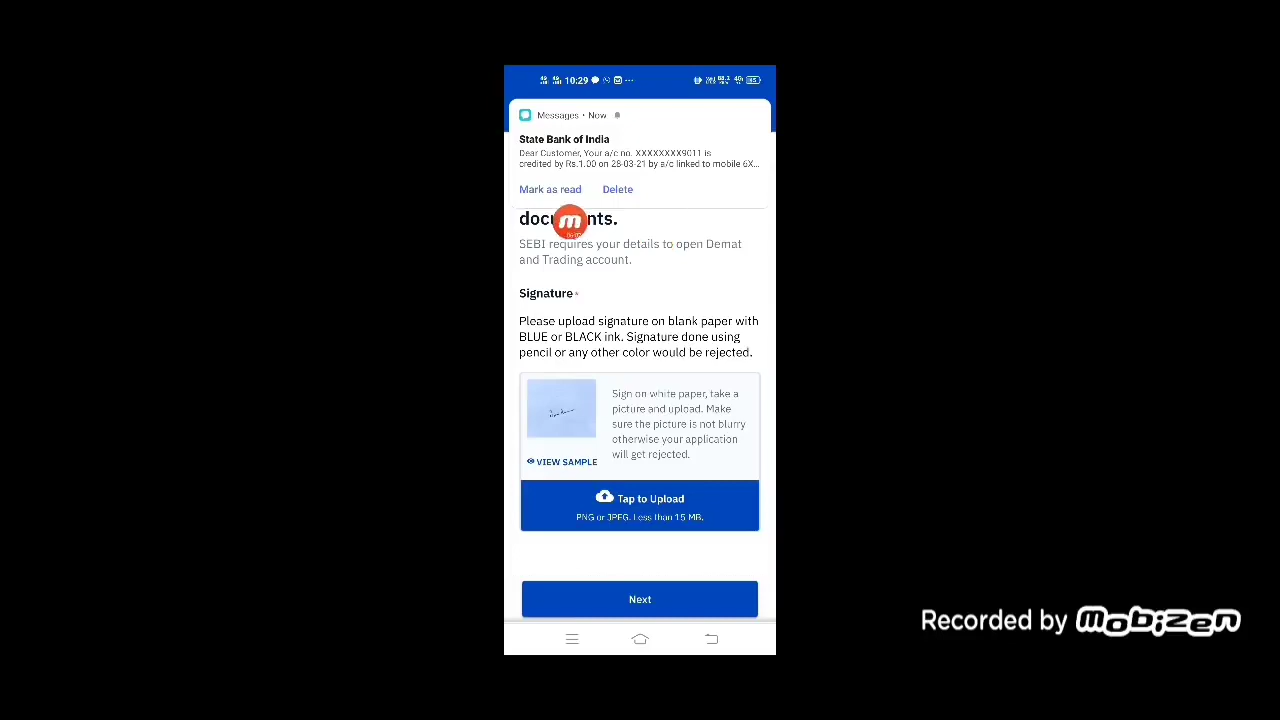 10:29
Messages • Now
State Bank of India
Dear Customer, Your a/c no. XXXXXXXX9011 is
credited by Rs.1.00 on 28-03-21 by a/c linked to mobile 6X...
Mark as read Delete
SEBI requires your details to open Demat
and Trading account.
Signature*
Please upload signature on blank paper with
BLUE or BLACK ink. Signature done using
pencil or any other color would be rejected.
Sign on white paper, take a
picture and upload. Make
sure the picture is not blurry
otherwise your application
will get rejected.
VIEW SAMPLE
Tap to Upload
PNG or JPEG. Less than 15 MB.
Next
Recorded by mobizen